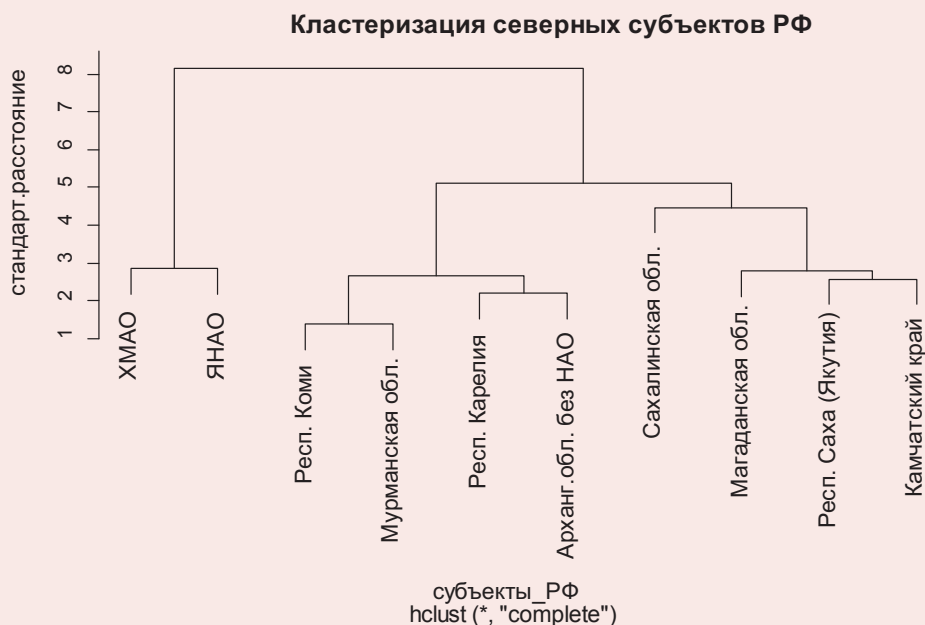 Кластеризация северных субъектов РФ
стандарт.расстояние
8
7
6
5
4
3
2
1
ХМАО
ЯНАО
Респ. Коми
Мурманская обл.
Респ. Карелия
Арханг.обл. без НАО
Сахалинская обл.
Магаданская обл.
Респ. Саха (Якутия)
Камчатский край
субъекты_РФ
hclust (*, "complete")